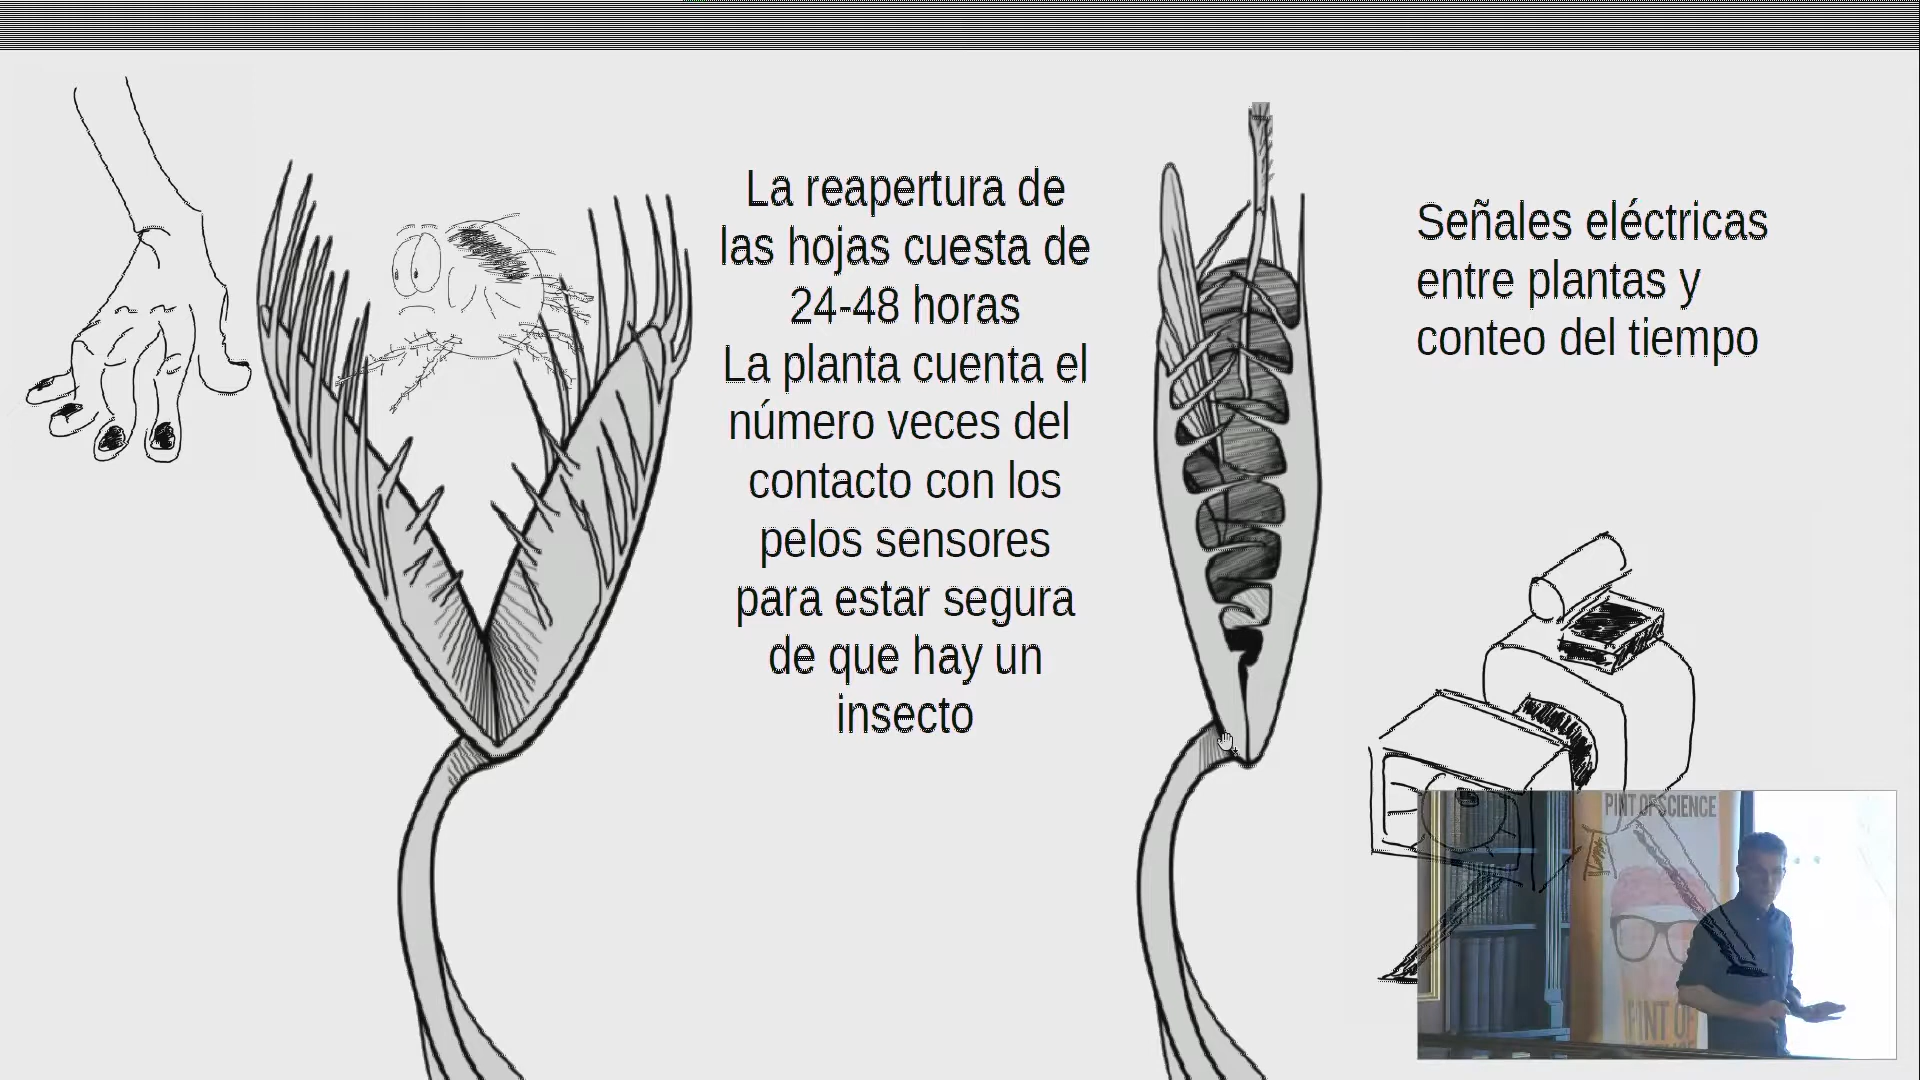 La reapertura de
las hojas cuesta de
24-48 horas
La planta cuenta el
número veces del
contacto con los
pelos sensores
para estar segura
de que hay un
insecto
Señales eléctricas
entre plantas y
conteo del tiempo
PINT OF SCIENCE
PINT OF